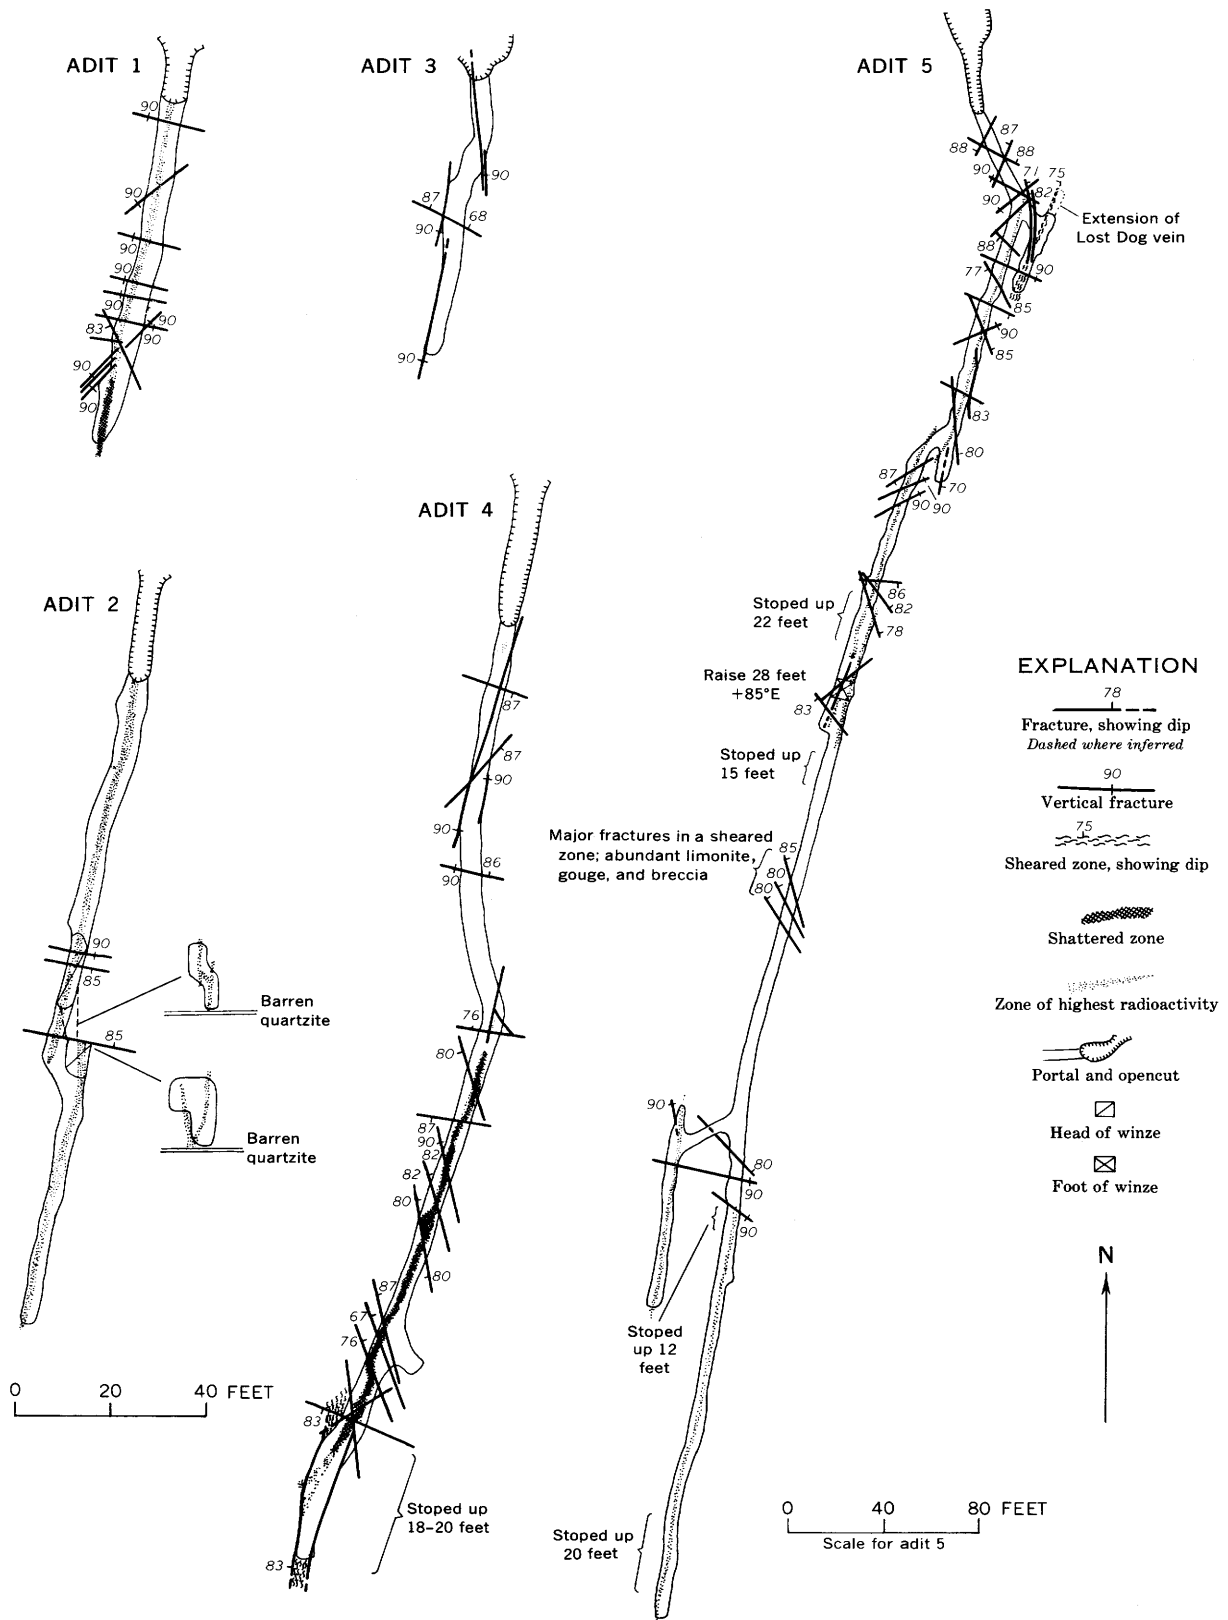 ADIT 1
90
90
90
90
90
83
90
90
90
90
ADIT 3
90
87
68
90
90
ADIT 5
87
88
88
71
75
90
82
90
Extension of
Lost Dog vein
88
77
90
85
90
85
83
80
87
70
90
90
86
82
78
Stoped up
22 feet
Raise 28 feet
+85°E
83
Stoped up
15 feet
Major fractures in a sheared
zone; abundant limonite,
gouge, and breccia
85
80
80
90
80
90
90
Stoped
up 12
feet
Stoped up
20 feet
0 40 80 FEET
Scale for adit 5
ADIT 4
87
87
90
90
86
90
76
80
87
90
82
82
80
80
87
67
76
83
Stoped up
18–20 feet
83
ADIT 2
90
85
85
Barren
quartzite
Barren
quartzite
0 20 40 FEET
EXPLANATION
78
Fracture, showing dip
Dashed where inferred
90
Vertical fracture
75
Sheared zone, showing dip
Shattered zone
Zone of highest radioactivity
Portal and opencut
Head of winze
Foot of winze
N